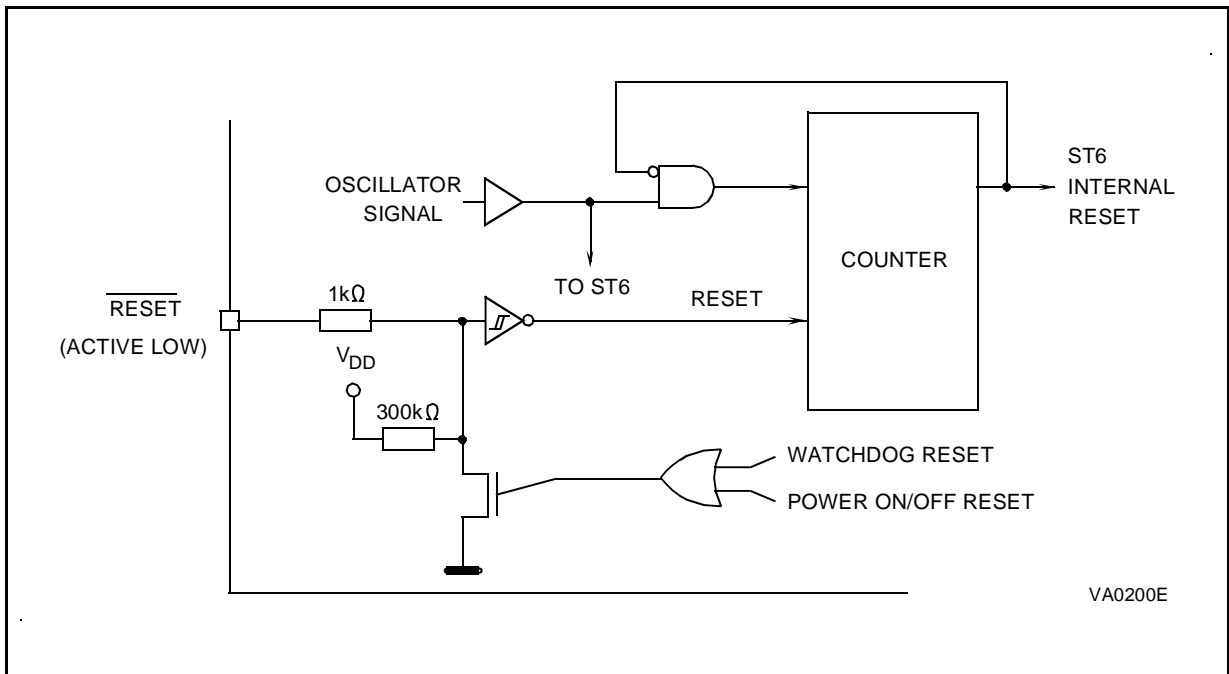 OSCILLATOR
SIGNAL
TO ST6
COUNTER
ST6
INTERNAL
RESET
RESET
(ACTIVE LOW)
1kΩ
RESET
VDD
300kΩ
WATCHDOG RESET
POWER ON/OFF RESET
VA0200E